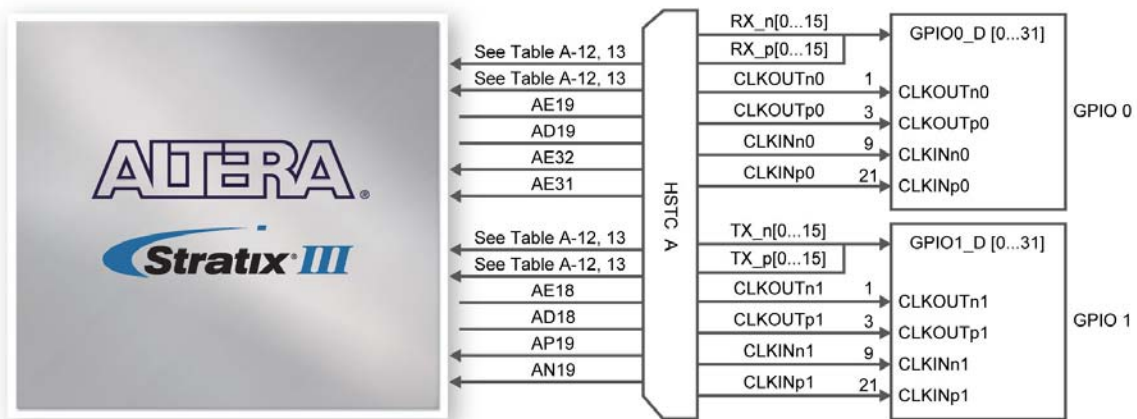 ALTERA®
Stratix III
See Table A-12, 13
See Table A-12, 13
AE19
AD19
AE32
AE31
See Table A-12, 13
See Table A-12, 13
AE18
AD18
AP19
AN19
HSTC A
RX_n[0...15]
RX_p[0...15]
CLKOUTn0 1
CLKOUTp0 3
CLKINn0 9
CLKINp0 21
GPIO0_D [0...31]
CLKOUTn0
CLKOUTp0
CLKINn0
CLKINp0
GPIO 0
TX_n[0...15]
TX_p[0...15]
CLKOUTn1 1
CLKOUTp1 3
CLKINn1 9
CLKINp1 21
GPIO1_D [0...31]
CLKOUTn1
CLKOUTp1
CLKINn1
CLKINp1
GPIO 1